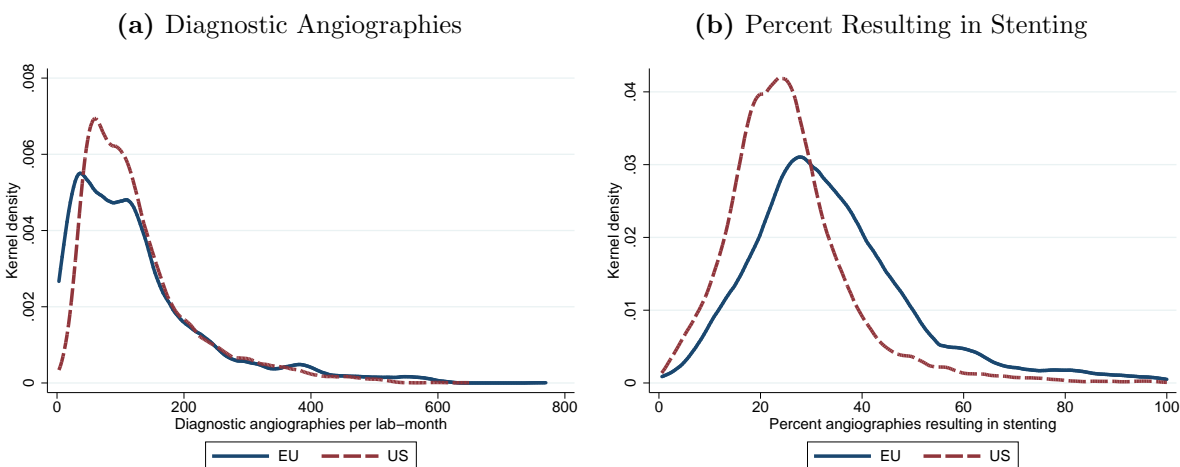 (a) Diagnostic Angiographies
Kernel density
0 .002 .004 .006 .008
0 200 400 600 800
Diagnostic angiographies per lab−month
EU US
(b) Percent Resulting in Stenting
Kernel density
0 .01 .02 .03 .04
0 20 40 60 80 100
Percent angiographies resulting in stenting
EU US